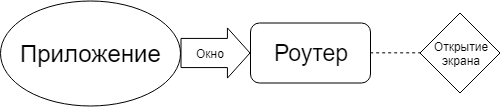 Приложение
Окно
Роутер
Открытие
экрана